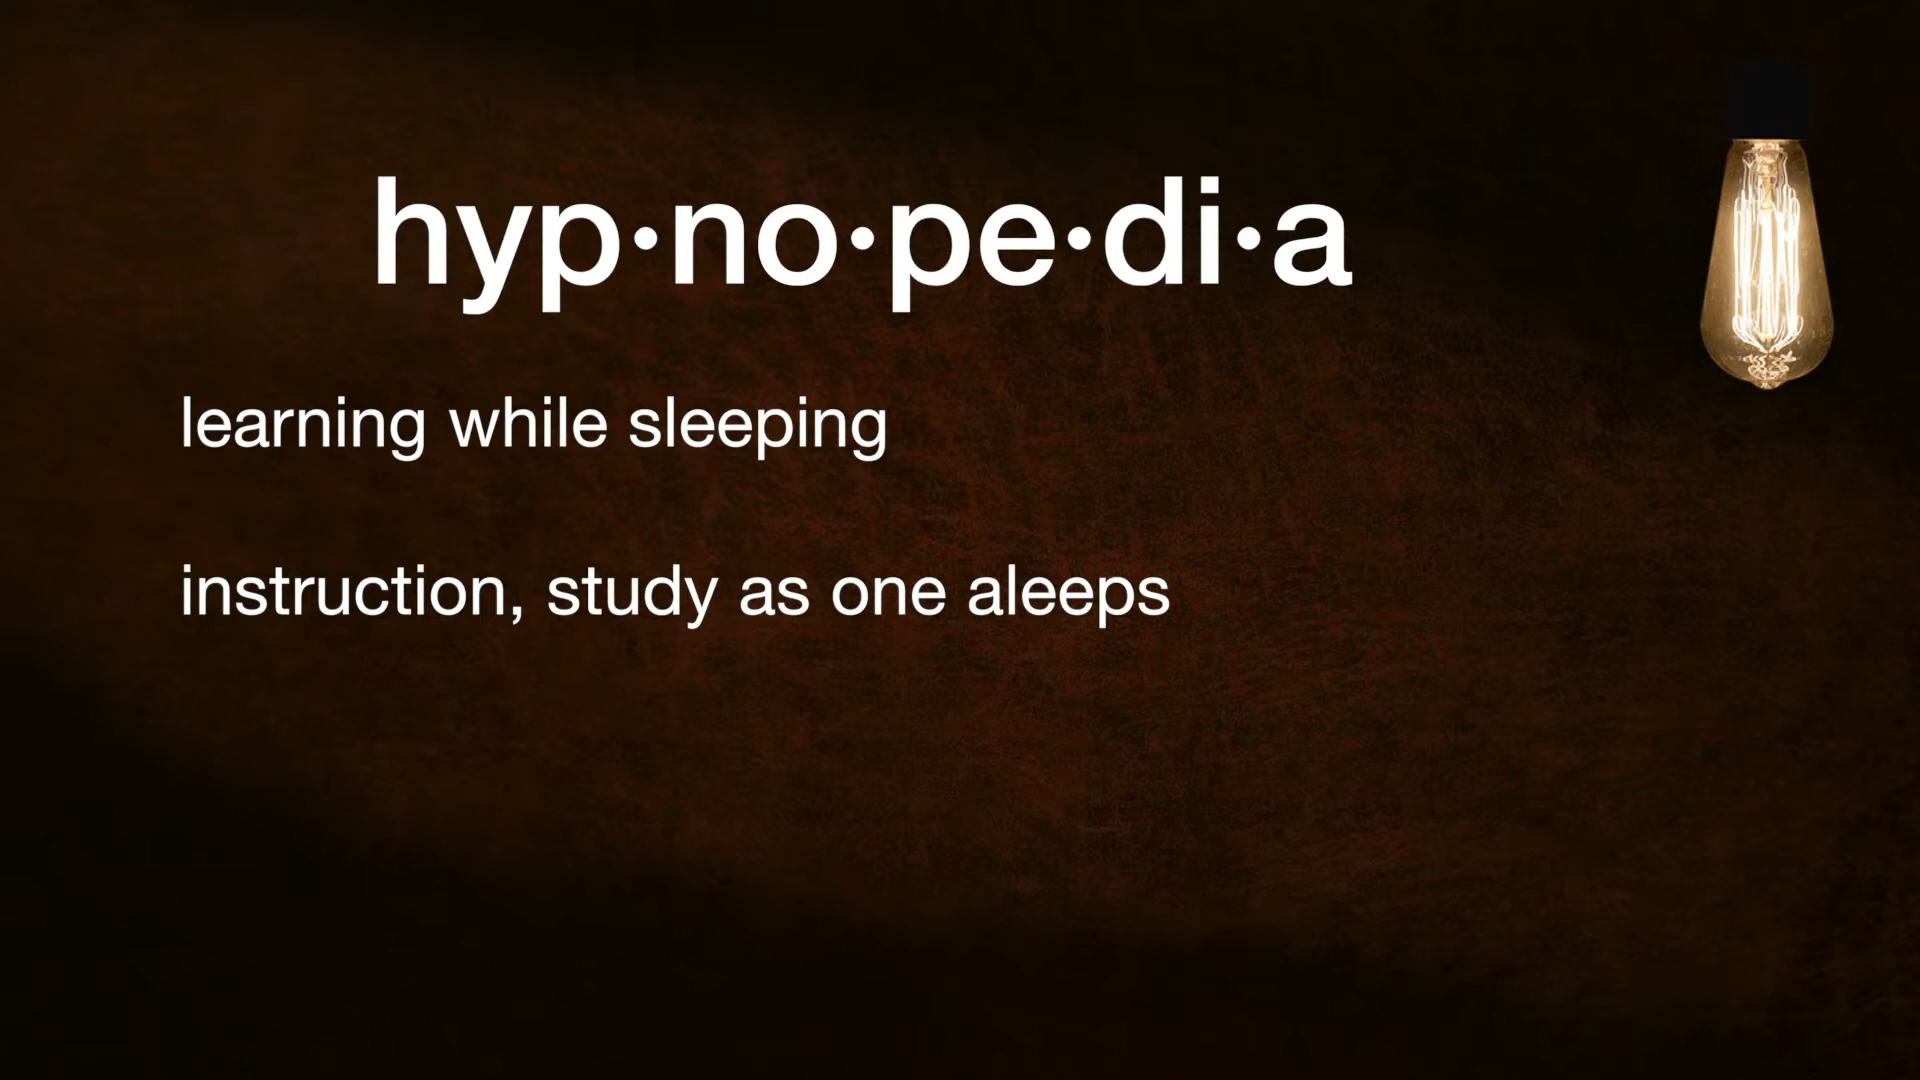 hyp•no•pe•di•a
learning while sleeping
instruction, study as one aleeps